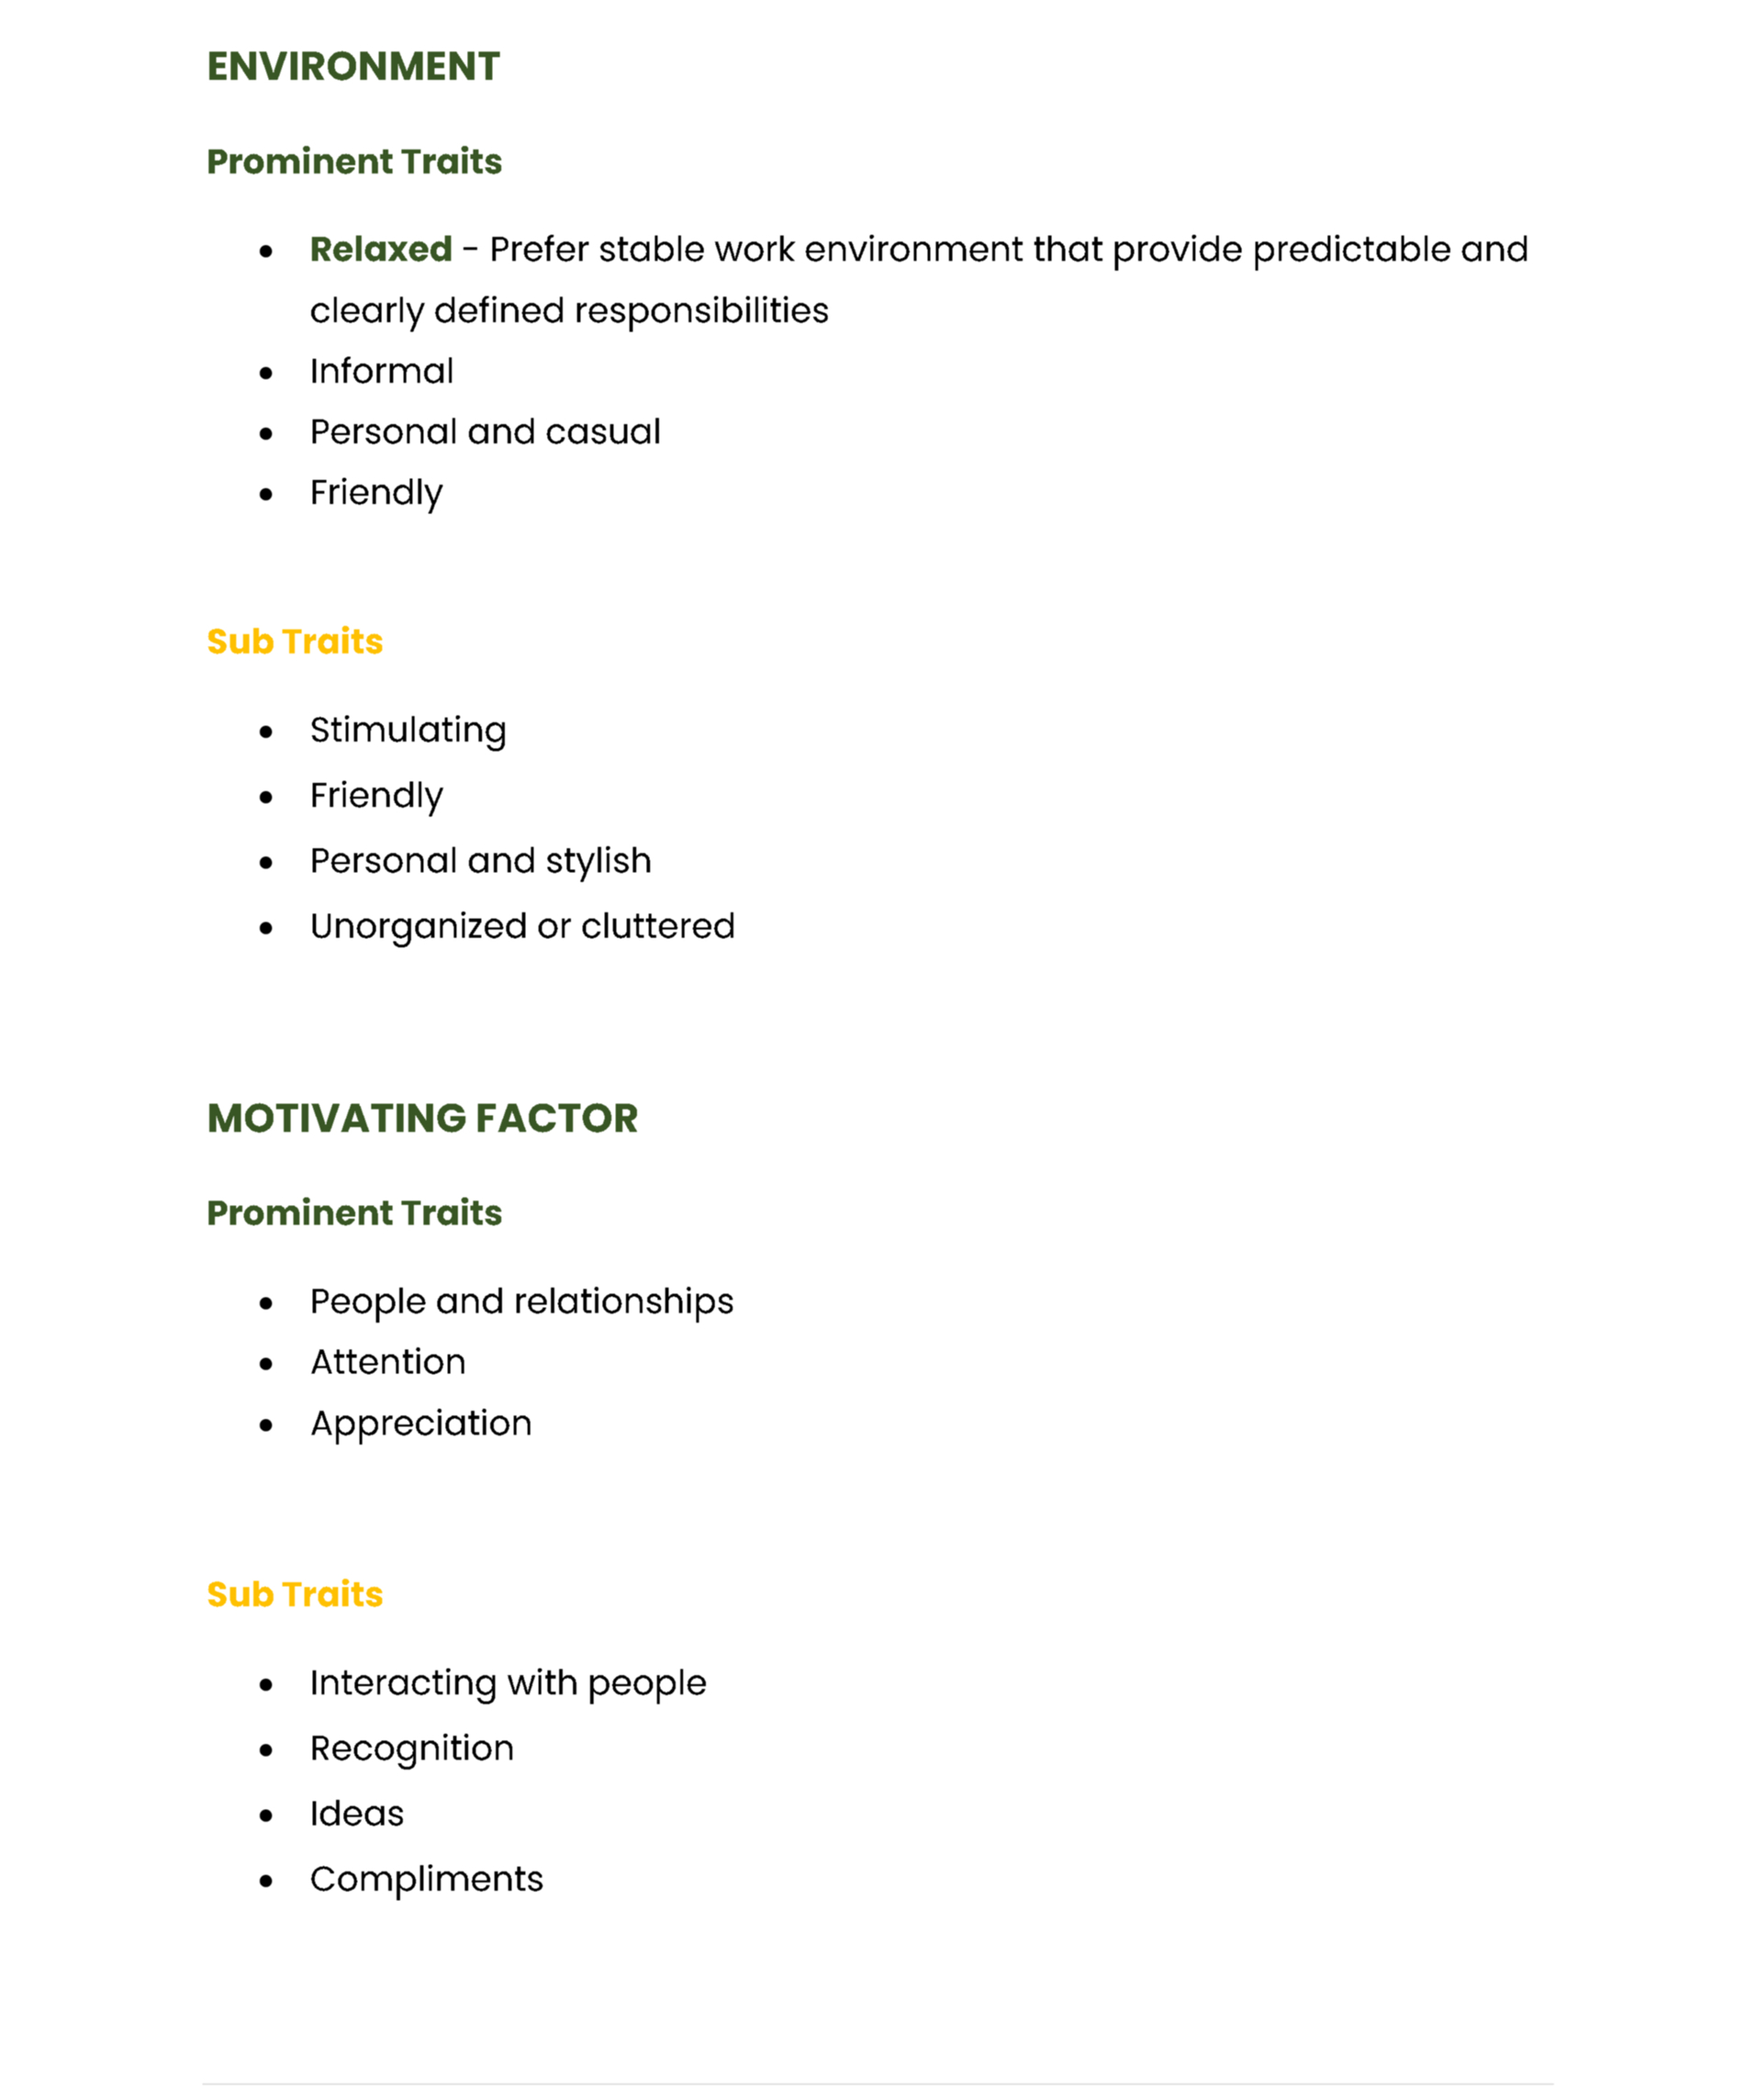 ENVIRONMENT
Prominent Traits
• Relaxed - Prefer stable work environment that provide predictable and
clearly defined responsibilities
• Informal
• Personal and casual
• Friendly
Sub Traits
• Stimulating
• Friendly
• Personal and stylish
• Unorganized or cluttered
MOTIVATING FACTOR
Prominent Traits
• People and relationships
• Attention
• Appreciation
Sub Traits
• Interacting with people
• Recognition
• Ideas
• Compliments